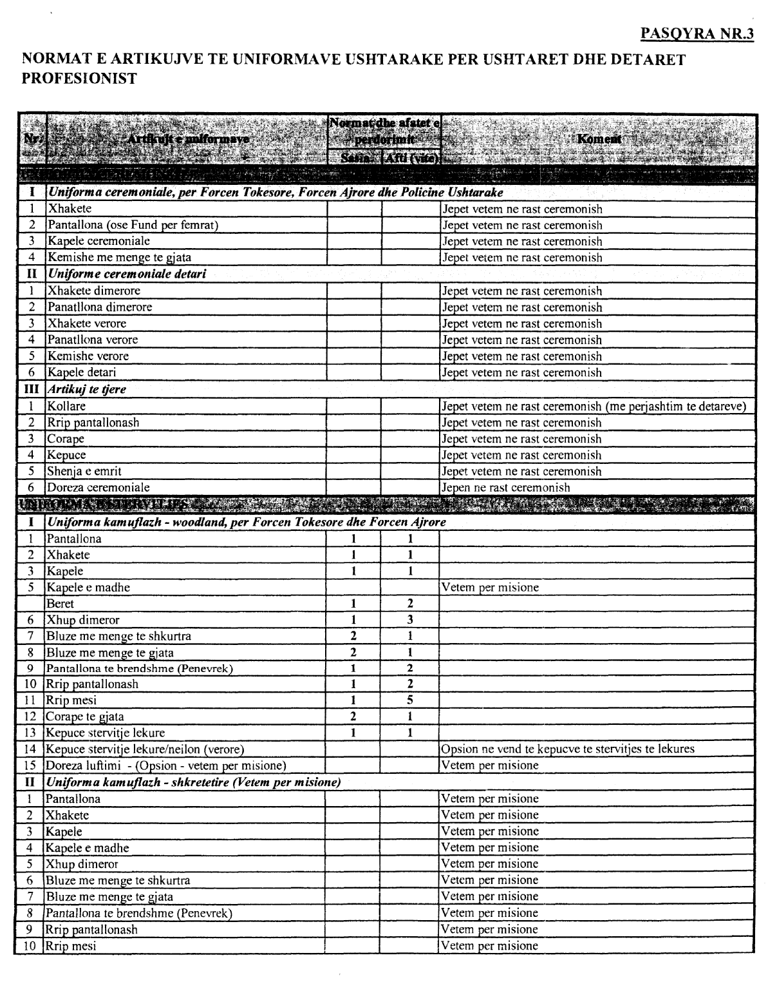 PASQYRA NR.3
NORMAT E ARTIKUJVE TE UNIFORMAVE USHTARAKE PER USHTARET DHE DETARET
PROFESIONIST
Nr. Artikujt e uniformave Normat dhe afatet e perdorimit Koment
Sasia Afti (vite)
I Uniforma ceremoniale, per Forcen Tokesore, Forcen Ajrore dhe Policine Ushtarake
1 Xhakete Jepet vetem ne rast ceremonish
2 Pantallona (ose Fund per femrat) Jepet vetem ne rast ceremonish
3 Kapele ceremoniale Jepet vetem ne rast ceremonish
4 Kemishe me menge te gjata Jepet vetem ne rast ceremonish
II Uniforme ceremoniale detari
1 Xhakete dimerore Jepet vetem ne rast ceremonish
2 Panatllona dimerore Jepet vetem ne rast ceremonish
3 Xhakete verore Jepet vetem ne rast ceremonish
4 Panatllona verore Jepet vetem ne rast ceremonish
5 Kemishe verore Jepet vetem ne rast ceremonish
6 Kapele detari Jepet vetem ne rast ceremonish
III Artikuj te tjere
1 Kollare Jepet vetem ne rast ceremonish (me perjashtim te detareve)
2 Rrip pantallonash Jepet vetem ne rast ceremonish
3 Corape Jepet vetem ne rast ceremonish
4 Kepuce Jepet vetem ne rast ceremonish
5 Shenja e emrit Jepet vetem ne rast ceremonish
6 Doreza ceremoniale Jepen ne rast ceremonish
UNIFORMA E STERVITJES
I Uniforma kamuflazh - woodland, per Forcen Tokesore dhe Forcen Ajrore
1 Pantallona 1 1
2 Xhakete 1 1
3 Kapele 1 1
5 Kapele e madhe Vetem per misione
Beret 1 2
6 Xhup dimeror 1 3
7 Bluze me menge te shkurtra 2 1
8 Bluze me menge te gjata 2 1
9 Pantallona te brendshme (Penevrek) 1 2
10 Rrip pantallonash 1 2
11 Rrip mesi 1 5
12 Corape te gjata 2 1
13 Kepuce stervitje lekure 1 1
14 Kepuce stervitje lekure/neilon (verore) Opsion ne vend te kepucve te stervitjes te lekures
15 Doreza luftimi - (Opsion - vetem per misione) Vetem per misione
II Uniforma kamuflazh - shkretetire (Vetem per misione)
1 Pantallona Vetem per misione
2 Xhakete Vetem per misione
3 Kapele Vetem per misione
4 Kapele e madhe Vetem per misione
5 Xhup dimeror Vetem per misione
6 Bluze me menge te shkurtra Vetem per misione
7 Bluze me menge te gjata Vetem per misione
8 Pantallona te brendshme (Penevrek) Vetem per misione
9 Rrip pantallonash Vetem per misione
10 Rrip mesi Vetem per misione